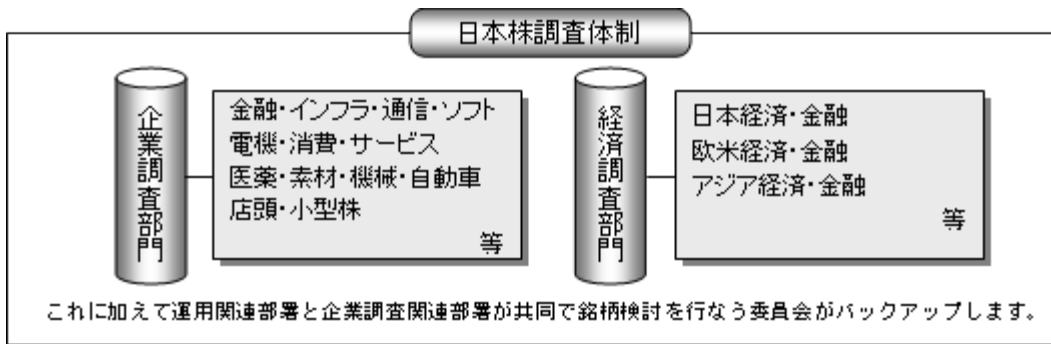 日本株調査体制
企業調査部門
金融・インフラ・通信・ソフト
電機・消費・サービス
医薬・素材・機械・自動車
店頭・小型株
等
経済調査部門
日本経済・金融
欧米経済・金融
アジア経済・金融
等
これに加えて運用関連部署と企業調査関連部署が共同で銘柄検討を行なう委員会がバックアップします。